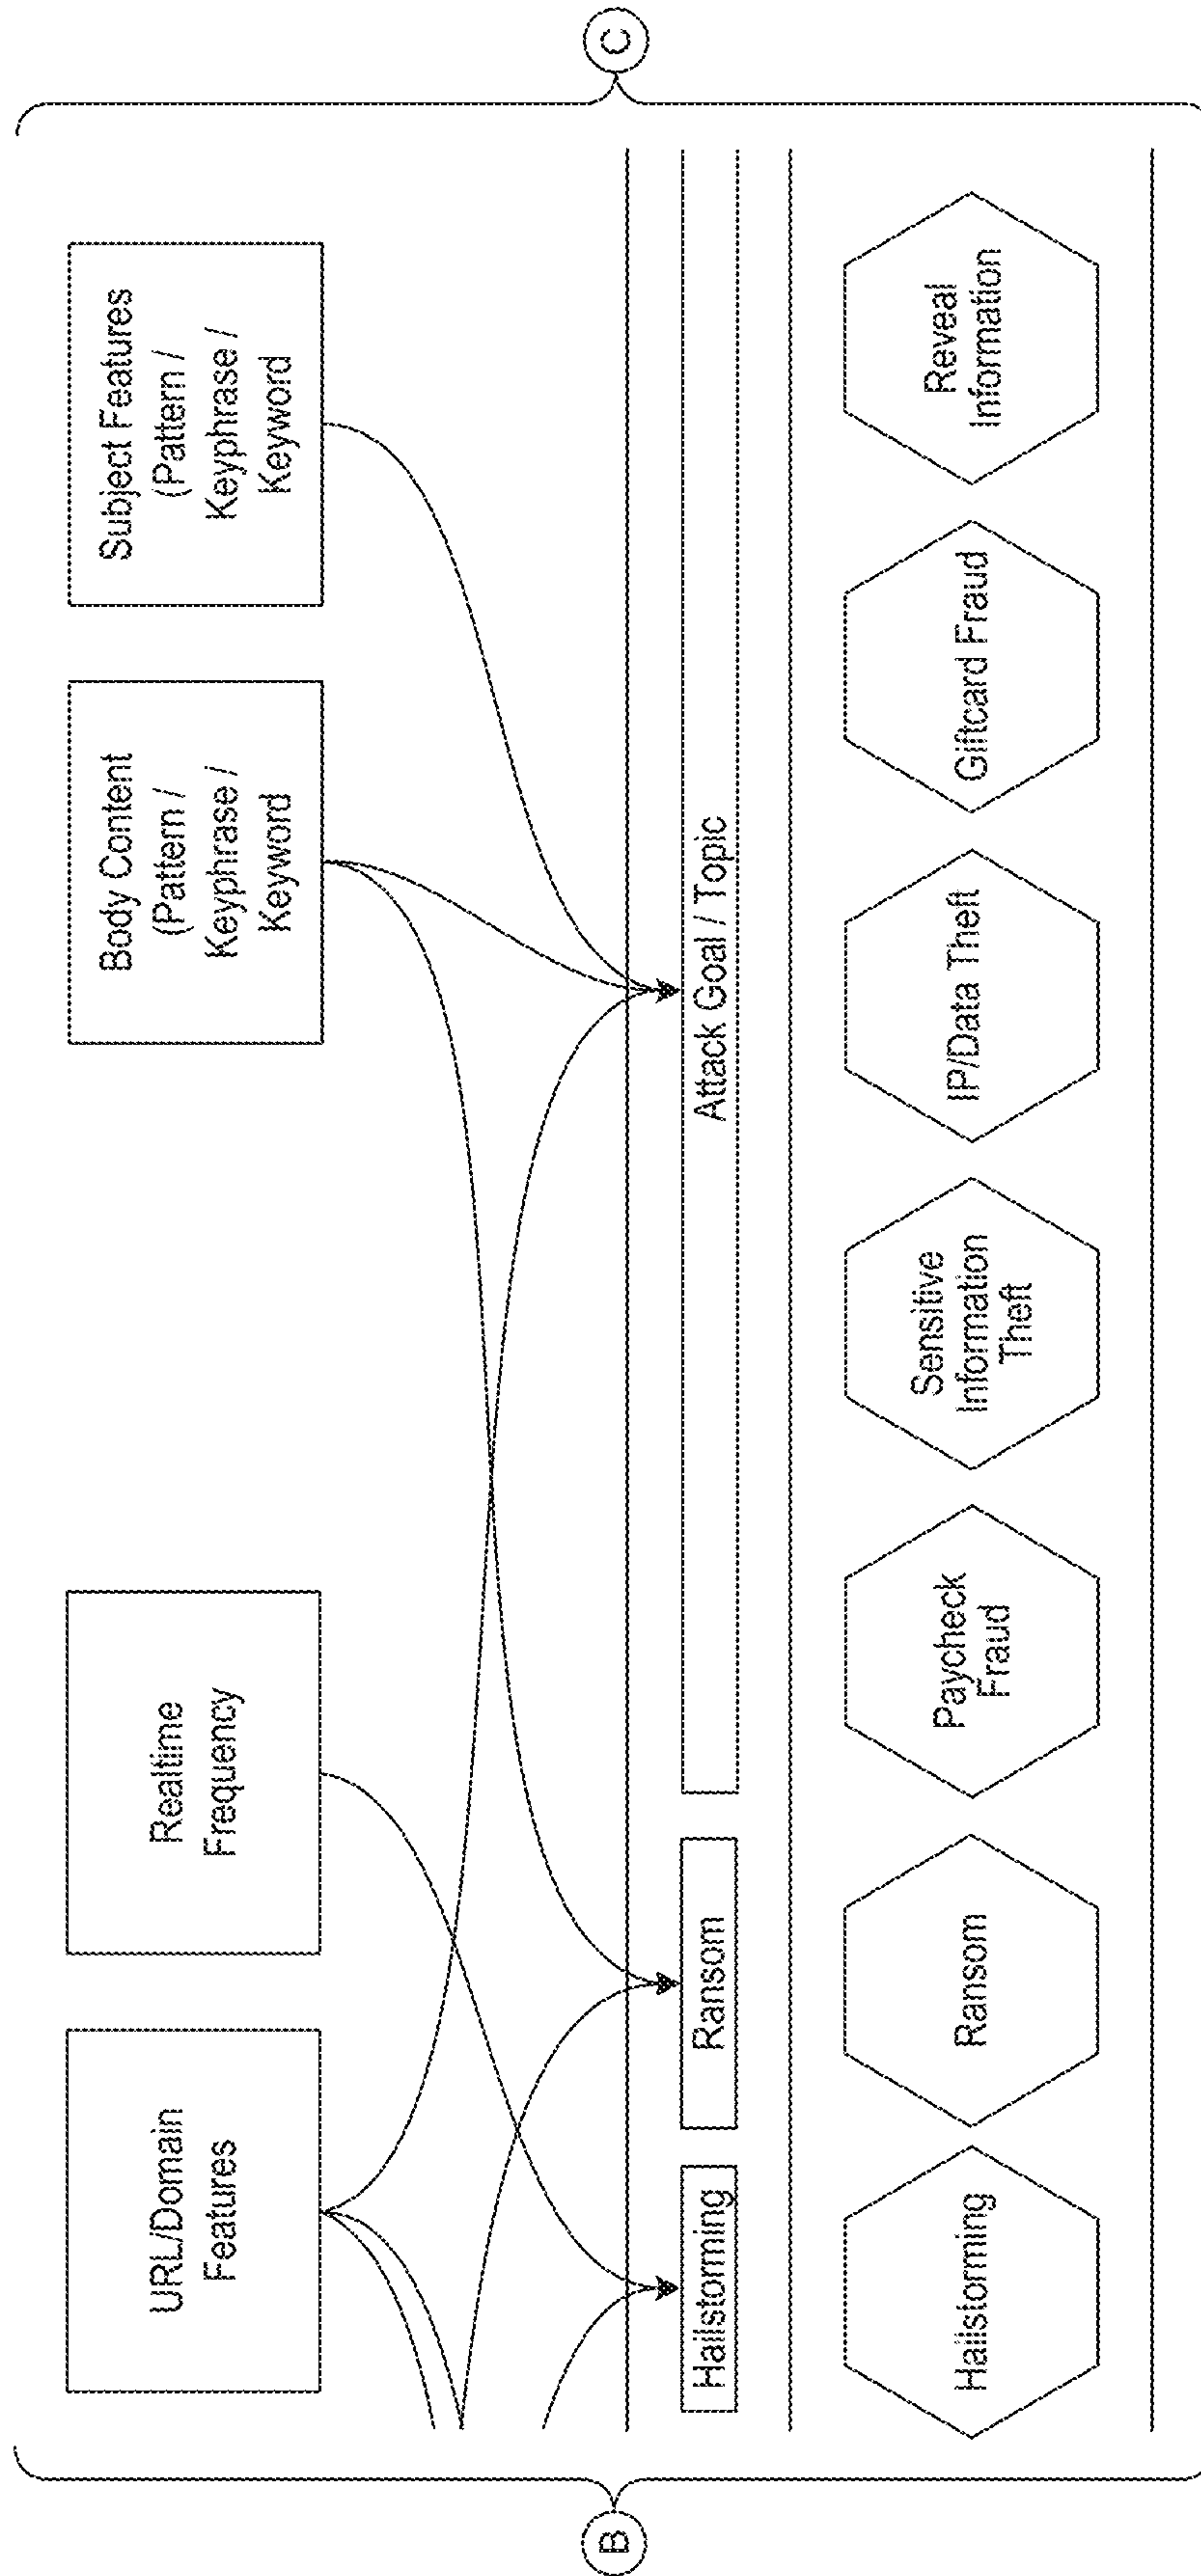 B
URL/Domain
Features
Realtime
Frequency
Body Content
(Pattern /
Keyphrase /
Keyword
Subject Features
(Pattern /
Keyphrase /
Keyword
Hailstorming
Ransom
Attack Goal / Topic
Hailstorming
Ransom
Paycheck
Fraud
Sensitive
Information
Theft
IP/Data Theft
Giftcard Fraud
Reveal
Information
C